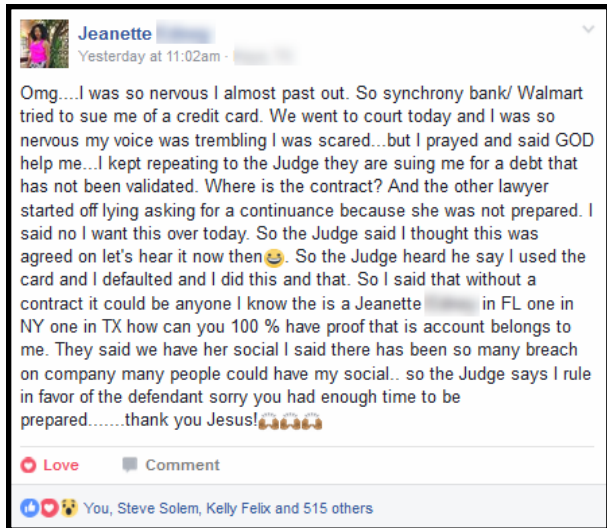 Jeanette
Yesterday at 11:02am ·
Omg....I was so nervous I almost past out. So synchrony bank/ Walmart
tried to sue me of a credit card. We went to court today and I was so
nervous my voice was trembling I was scared...but I prayed and said GOD
help me...I kept repeating to the Judge they are suing me for a debt that
has not been validated. Where is the contract? And the other lawyer
started off lying asking for a continuance because she was not prepared. I
said no I want this over today. So the Judge said I thought this was
agreed on let's hear it now then😆. So the Judge heard he say I used the
card and I defaulted and I did this and that. So I said that without a
contract it could be anyone I know the is a Jeanette in FL one in
NY one in TX how can you 100 % have proof that is account belongs to
me. They said we have her social I said there has been so many breach
on company many people could have my social.. so the Judge says I rule
in favor of the defendant sorry you had enough time to be
prepared.......thank you Jesus!🙌🏾🙌🏾🙌🏾
Love Comment
You, Steve Solem, Kelly Felix and 515 others